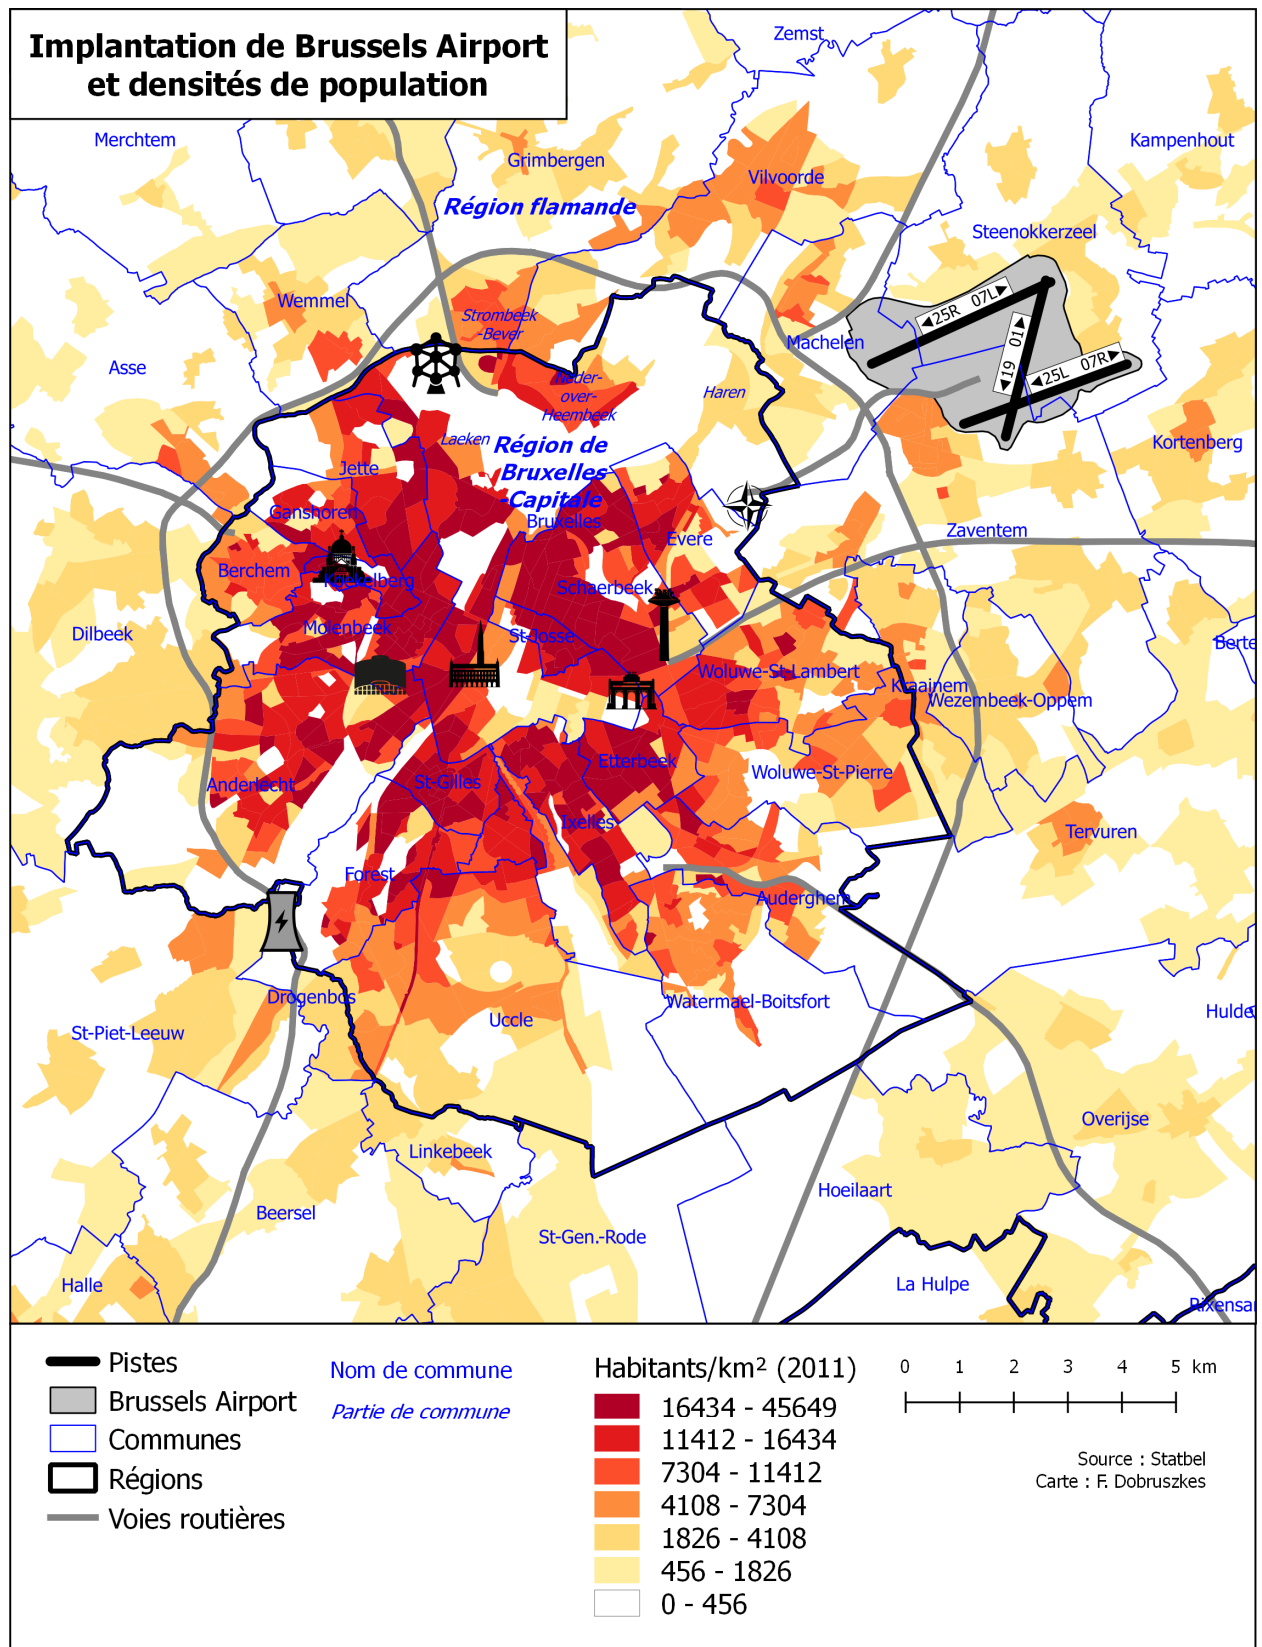 Implantation de Brussels Airport
et densités de population
Zemst
Merchtem
Kampenhout
Grimbergen
Vilvoorde
Région flamande
Steenokkerzeel
Wemmel
◄25R 07L►
Strombeek
-Bever
Machelen
◄19 01►
Asse
◄25L 07R►
Neder-
over-
Heembeek
Haren
Laeken
Région de
Bruxelles
-Capitale
Kortenberg
Jette
Ganshoren
Bruxelles
Evere
Zaventem
Berchem
Koekelberg
Schaerbeek
Molenbeek
St-Josse
Dilbeek
Berte
Woluwe-St-Lambert
Kraainem
Wezembeek-Oppem
Etterbeek
Woluwe-St-Pierre
Anderlecht
St-Gilles
Ixelles
Tervuren
Forest
Auderghem
Drogenbos
Watermael-Boitsfort
Hulde
Uccle
St-Piet-Leeuw
Overijse
Linkebeek
Hoeilaart
Beersel
St-Gen.-Rode
Halle
La Hulpe
Rixensa
Pistes
Brussels Airport
Communes
Régions
Voies routières
Nom de commune
Partie de commune
Habitants/km² (2011)
16434 - 45649
11412 - 16434
7304 - 11412
4108 - 7304
1826 - 4108
456 - 1826
0 - 456
0 1 2 3 4 5 km
Source : Statbel
Carte : F. Dobruszkes